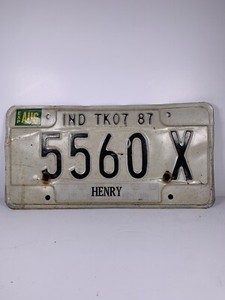 AUG
IND TK07 87
5560 X
HENRY